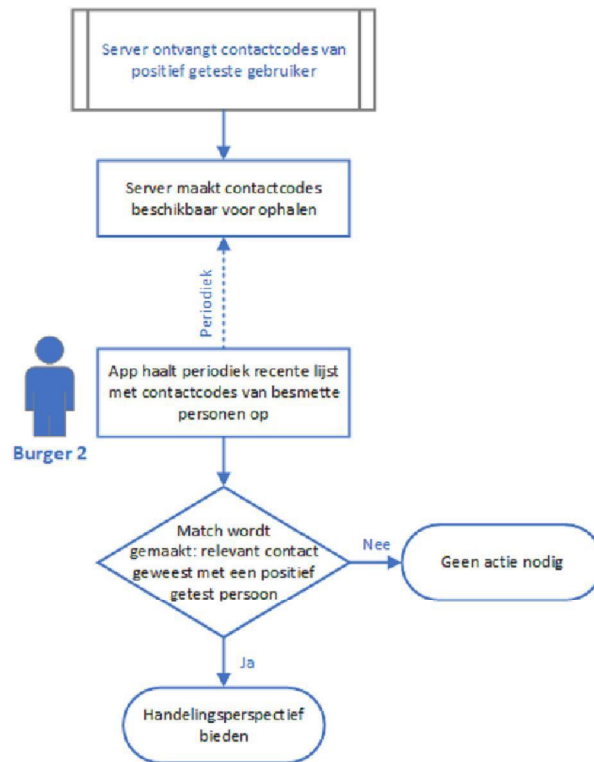 Server ontvangt contactcodes van
positief geteste gebruiker
Server maakt contactcodes
beschikbaar voor ophalen
Periodiek
App haalt periodiek recente lijst
met contactcodes van besmette
personen op
Burger 2
Match wordt
gemaakt: relevant contact
geweest met een positief
getest persoon
Nee
Geen actie nodig
Ja
Handelingsperspectief
bieden